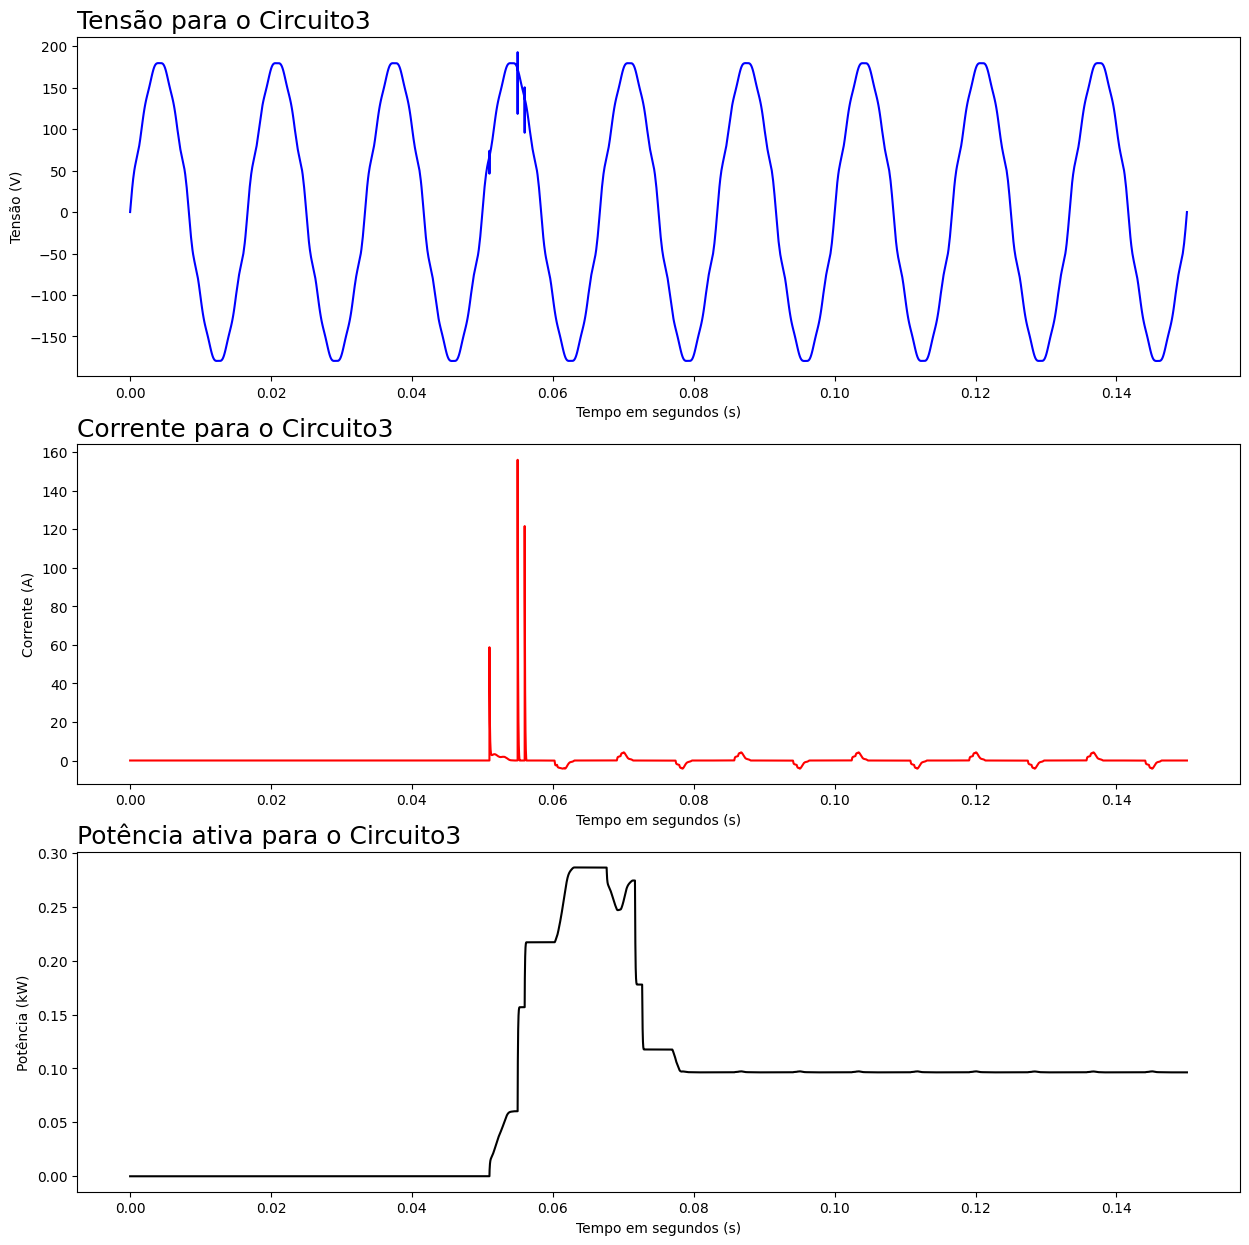 Tensão para o Circuito3
200
150
100
50
0
−50
−100
−150
Tensão (V)
0.00 0.02 0.04 0.06 0.08 0.10 0.12 0.14
Tempo em segundos (s)
Corrente para o Circuito3
160
140
120
100
80
60
40
20
0
Corrente (A)
0.00 0.02 0.04 0.06 0.08 0.10 0.12 0.14
Tempo em segundos (s)
Potência ativa para o Circuito3
0.30
0.25
0.20
0.15
0.10
0.05
0.00
Potência (kW)
0.00 0.02 0.04 0.06 0.08 0.10 0.12 0.14
Tempo em segundos (s)